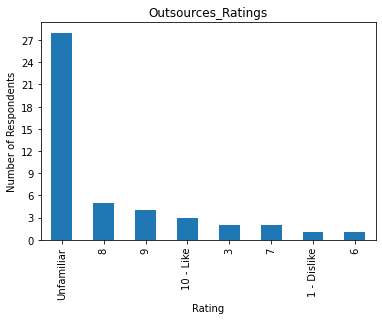 Outsources_Ratings
Number of Respondents
27
24
21
18
15
12
9
6
3
0
Unfamiliar
8
9
10 - Like
3
7
1 - Dislike
6
Rating